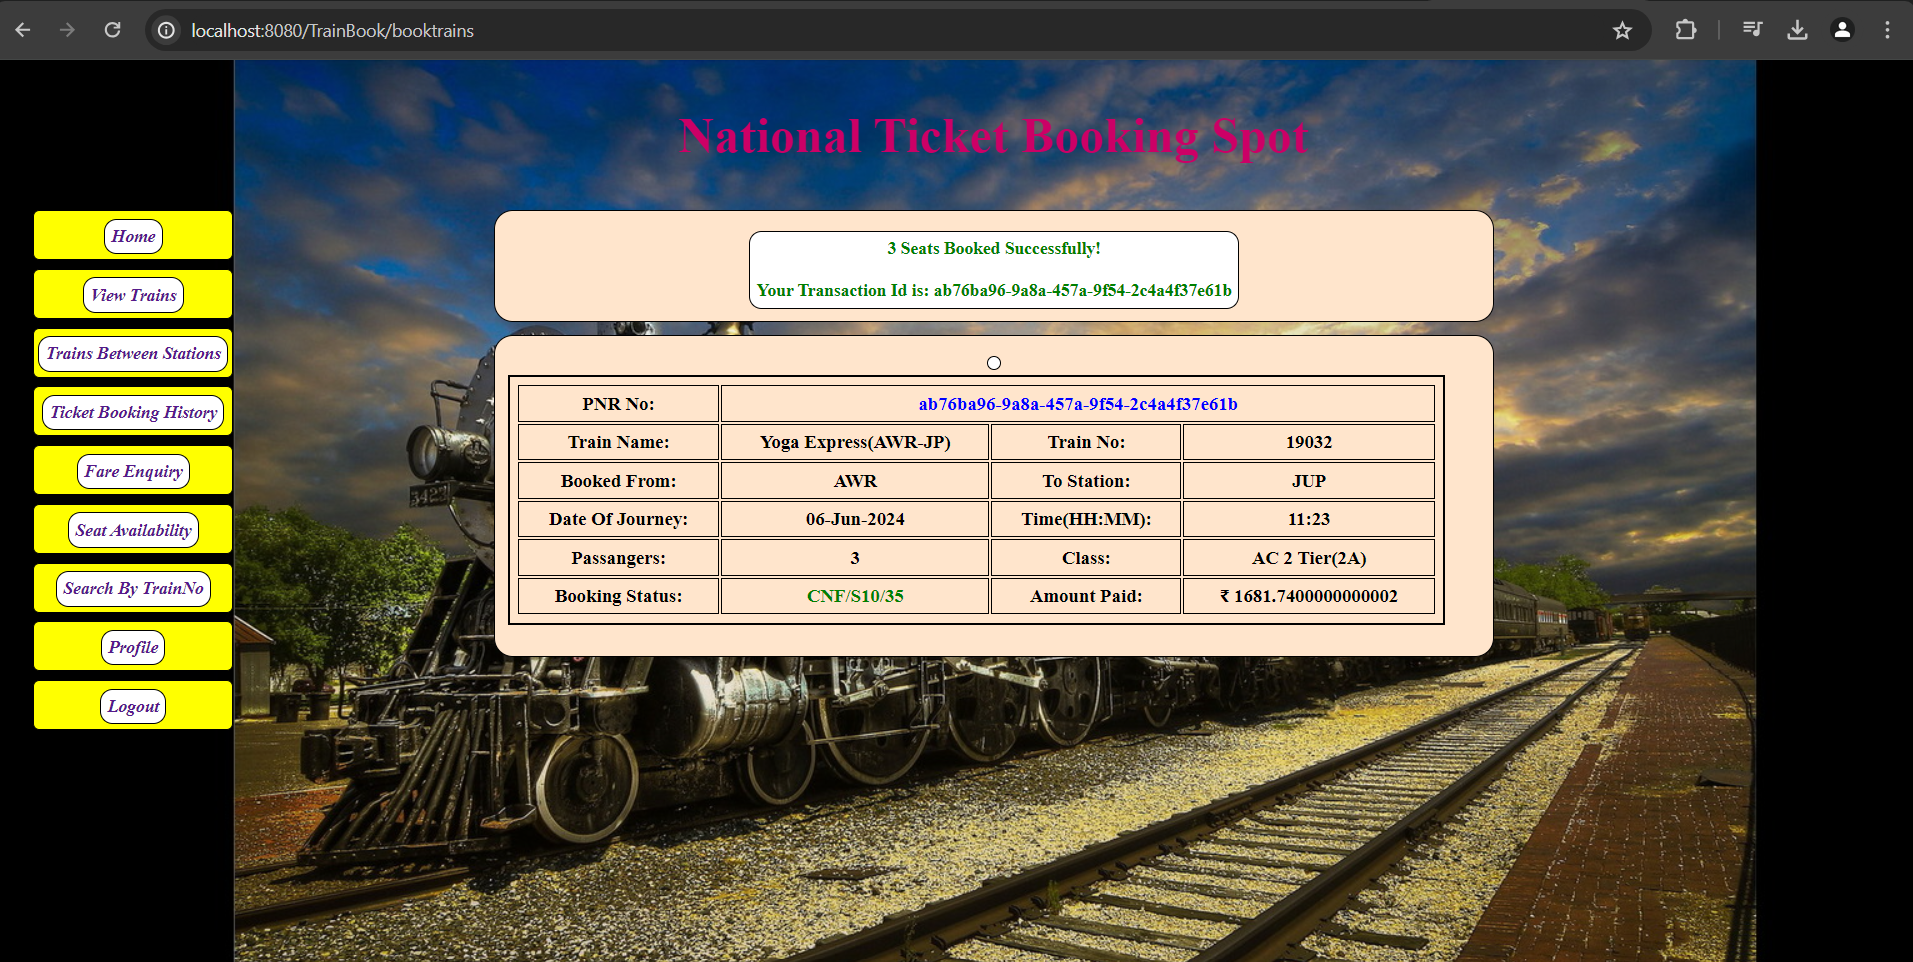 localhost:8080/TrainBook/booktrains
National Ticket Booking Spot
Home
View Trains
Trains Between Stations
Ticket Booking History
Fare Enquiry
Seat Availability
Search By TrainNo
Profile
Logout
3 Seats Booked Successfully!
Your Transaction Id is: ab76ba96-9a8a-457a-9f54-2c4a4f37e61b
PNR No: ab76ba96-9a8a-457a-9f54-2c4a4f37e61b
Train Name: Yoga Express(AWR-JP) Train No: 19032
Booked From: AWR To Station: JUP
Date Of Journey: 06-Jun-2024 Time(HH:MM): 11:23
Passangers: 3 Class: AC 2 Tier(2A)
Booking Status: CNF/S10/35 Amount Paid: ₹ 1681.7400000000002
3423